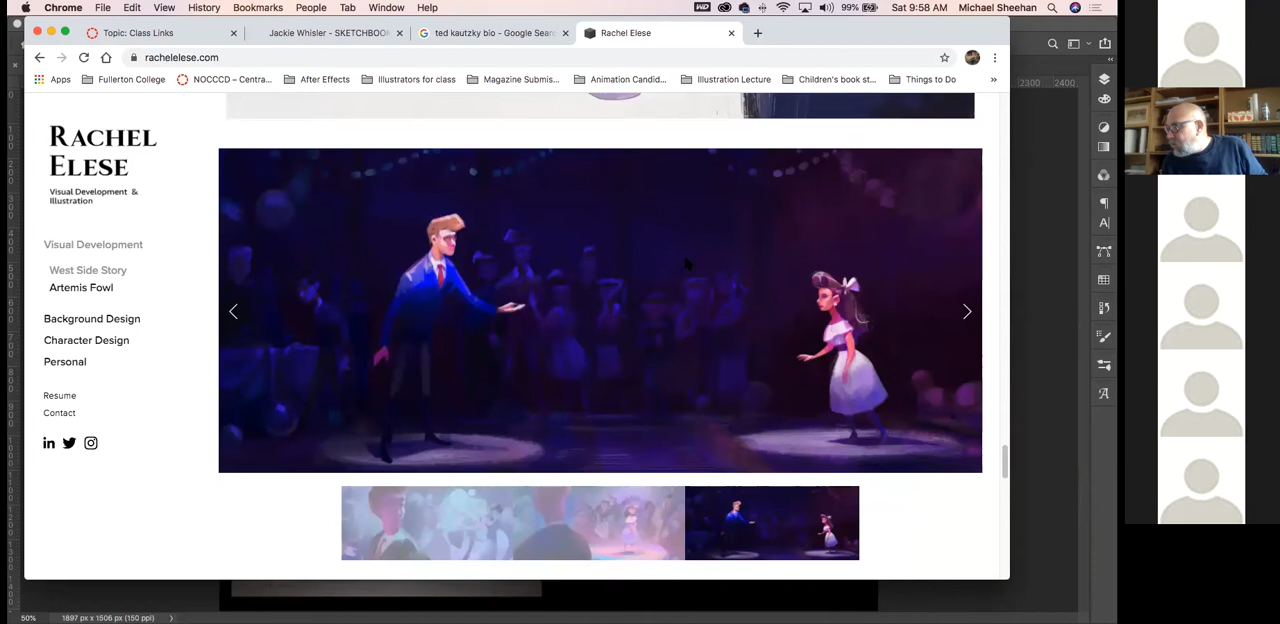 Chrome File Edit View History Bookmarks People Tab Window Help 99% Sat 9:58 AM Michael Sheehan
Topic: Class Links Jackie Whisler - SKETCHBOO ted kautzky bio - Google Sear Rachel Elese
rachelelese.com
Apps Fullerton College NOCCCD – Centra... After Effects Illustrators for class Magazine Submis... Animation Candid... Illustration Lecture Children's book st... Things to Do »
2300 2400
RACHEL
ELESE
Visual Development &
Illustration
Visual Development
West Side Story
Artemis Fowl
Background Design
Character Design
Personal
Resume
Contact
in
50% 1897 px x 1506 px (150 ppi)